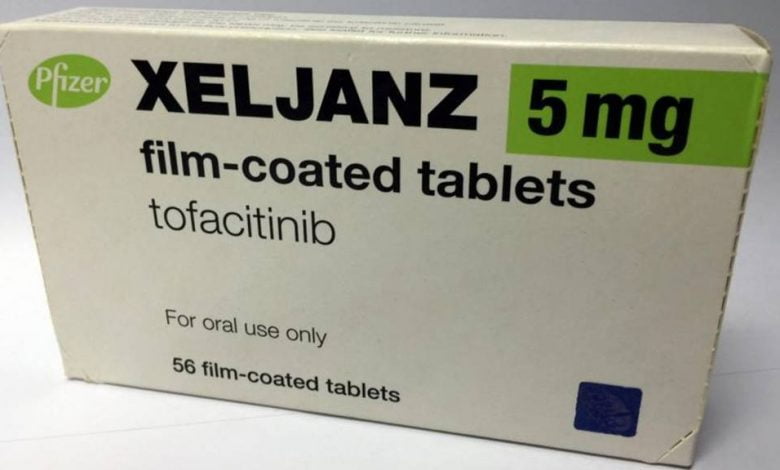 Pfizer
XELJANZ 5 mg
film-coated tablets
tofacitinib
For oral use only
56 film-coated tablets